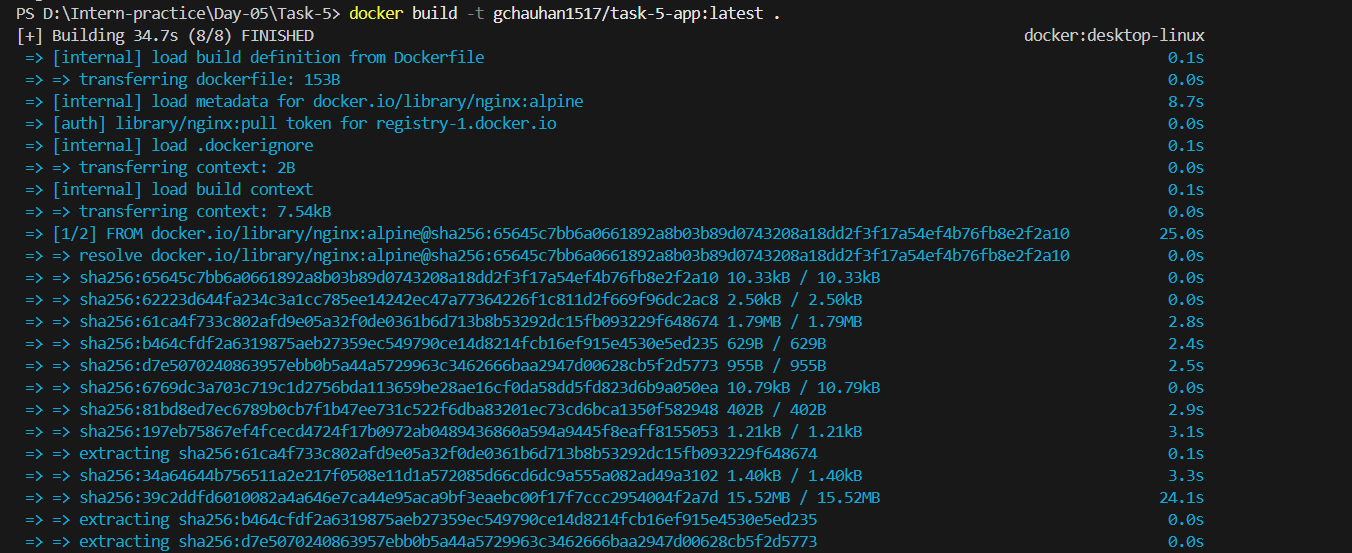 PS D:\Intern-practice\Day-05\Task-5> docker build -t gchauhan1517/task-5-app:latest .
[+] Building 34.7s (8/8) FINISHED docker:desktop-linux
=> [internal] load build definition from Dockerfile 0.1s
=> => transferring dockerfile: 153B 0.0s
=> [internal] load metadata for docker.io/library/nginx:alpine 8.7s
=> [auth] library/nginx:pull token for registry-1.docker.io 0.0s
=> [internal] load .dockerignore 0.1s
=> => transferring context: 2B 0.0s
=> [internal] load build context 0.1s
=> => transferring context: 7.54kB 0.0s
=> [1/2] FROM docker.io/library/nginx:alpine@sha256:65645c7bb6a0661892a8b03b89d0743208a18dd2f3f17a54ef4b76fb8e2f2a10 25.0s
=> => resolve docker.io/library/nginx:alpine@sha256:65645c7bb6a0661892a8b03b89d0743208a18dd2f3f17a54ef4b76fb8e2f2a10 0.0s
=> => sha256:65645c7bb6a0661892a8b03b89d0743208a18dd2f3f17a54ef4b76fb8e2f2a10 10.33kB / 10.33kB 0.0s
=> => sha256:62223d644fa234c3a1cc785ee14242ec47a77364226f1c811d2f669f96dc2ac8 2.50kB / 2.50kB 0.0s
=> => sha256:61ca4f733c802afd9e05a32f0de0361b6d713b8b53292dc15fb093229f648674 1.79MB / 1.79MB 2.8s
=> => sha256:b464cfdf2a6319875aeb27359ec549790ce14d8214fcb16ef915e4530e5ed235 629B / 629B 2.4s
=> => sha256:d7e5070240863957ebb0b5a44a5729963c3462666baa2947d00628cb5f2d5773 955B / 955B 2.5s
=> => sha256:6769dc3a703c719c1d2756bda113659be28ae16cf0da58dd5fd823d6b9a050ea 10.79kB / 10.79kB 0.0s
=> => sha256:81bd8ed7ec6789b0cb7f1b47ee731c522f6dba83201ec73cd6bca1350f582948 402B / 402B 2.9s
=> => sha256:197eb75867ef4fcecd4724f17b0972ab0489436860a594a9445f8eaff8155053 1.21kB / 1.21kB 3.1s
=> => extracting sha256:61ca4f733c802afd9e05a32f0de0361b6d713b8b53292dc15fb093229f648674 0.1s
=> => sha256:34a64644b756511a2e217f0508e11d1a572085d66cd6dc9a555a082ad49a3102 1.40kB / 1.40kB 3.3s
=> => sha256:39c2ddfd6010082a4a646e7ca44e95aca9bf3eaebc00f17f7ccc2954004f2a7d 15.52MB / 15.52MB 24.1s
=> => extracting sha256:b464cfdf2a6319875aeb27359ec549790ce14d8214fcb16ef915e4530e5ed235 0.0s
=> => extracting sha256:d7e5070240863957ebb0b5a44a5729963c3462666baa2947d00628cb5f2d5773 0.0s